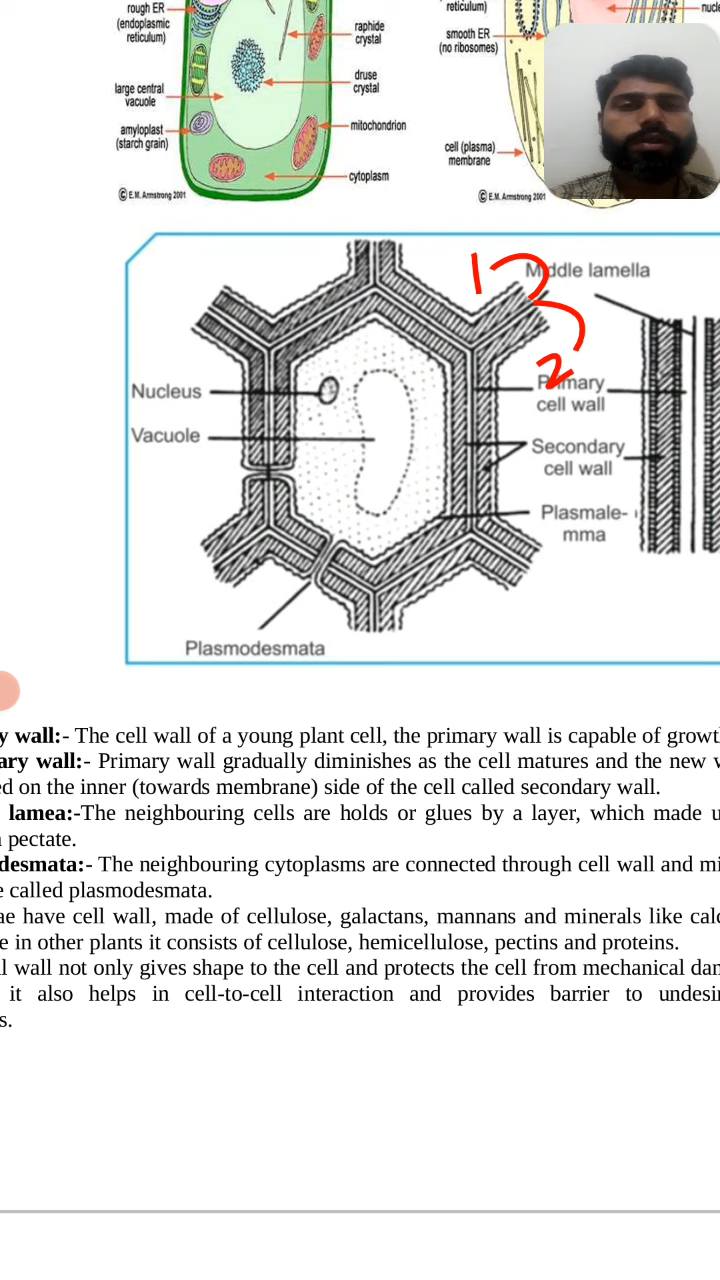 rough ER
(endoplasmic
reticulum)
large central
vacuole
amyloplast
(starch grain)
raphide
crystal
druse
crystal
mitochondrion
cytoplasm
© E.M. Armstrong 2001
reticulum)
smooth ER
(no ribosomes)
cell (plasma)
membrane
© E.M. Armstrong 2001
nucle
1
2
Middle lamella
Nucleus
Vacuole
Primary
cell wall
Secondary
cell wall
Plasmale-
mma
Plasmodesmata
y wall:- The cell wall of a young plant cell, the primary wall is capable of growt
ary wall:- Primary wall gradually diminishes as the cell matures and the new w
ed on the inner (towards membrane) side of the cell called secondary wall.
lamea:-The neighbouring cells are holds or glues by a layer, which made u
pectate.
desmata:- The neighbouring cytoplasms are connected through cell wall and mi
e called plasmodesmata.
ae have cell wall, made of cellulose, galactans, mannans and minerals like calc
e in other plants it consists of cellulose, hemicellulose, pectins and proteins.
l wall not only gives shape to the cell and protects the cell from mechanical dan
it also helps in cell-to-cell interaction and provides barrier to undesi
s.